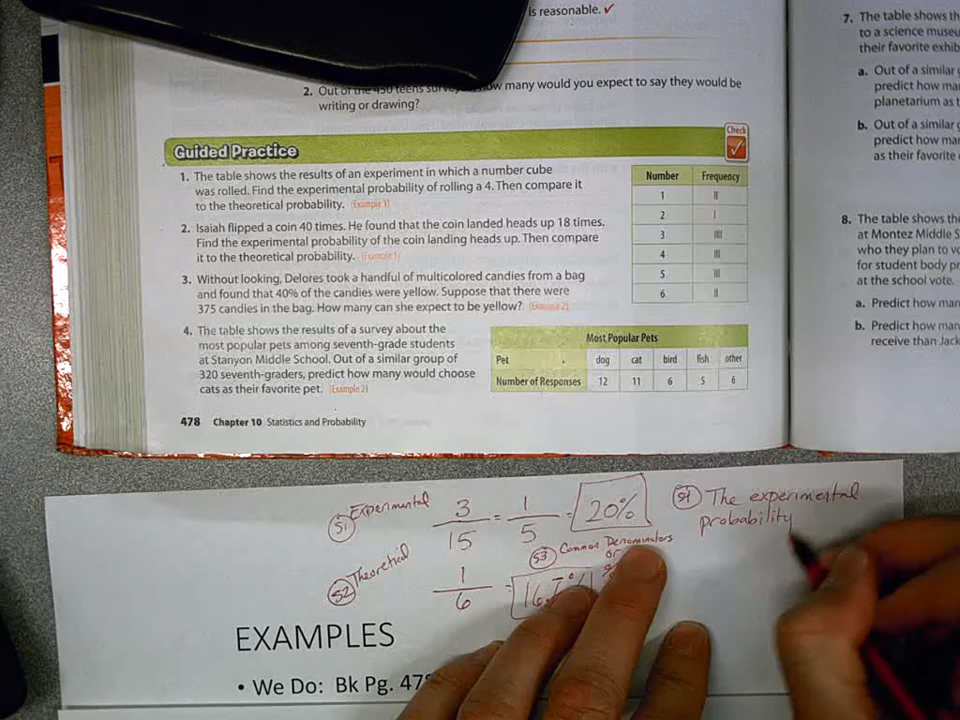 is reasonable. ✓
2. Out of the 450 teens how many would you expect to say they would be
writing or drawing?
Guided Practice
Check
1. The table shows the results of an experiment in which a number cube
was rolled. Find the experimental probability of rolling a 4. Then compare it
to the theoretical probability. (Example 1)
2. Isaiah flipped a coin 40 times. He found that the coin landed heads up 18 times.
Find the experimental probability of the coin landing heads up. Then compare
it to the theoretical probability. (Example 1)
3. Without looking, Delores took a handful of multicolored candies from a bag
and found that 40% of the candies were yellow. Suppose that there were
375 candies in the bag. How many can she expect to be yellow? (Example 2)
4. The table shows the results of a survey about the
most popular pets among seventh-grade students
at Stanyon Middle School. Out of a similar group of
320 seventh-graders, predict how many would choose
cats as their favorite pet. (Example 2)
Number Frequency
1 II
2 I
3
4 III
5 III
6 II
Most Popular Pets
Pet dog cat bird fish other
Number of Responses 12 11 6 5 6
478 Chapter 10 Statistics and Probability
7. The table shows th
to a science museu
their favorite exhib
a. Out of a similar g
predict how ma
planetarium as t
b. Out of a similar g
predict how ma
as their favorite
8. The table shows the
at Montez Middle S
who they plan to vo
for student body pr
at the school vote.
a. Predict how man
b. Predict how man
receive than Jack
S1 Experimental 3/15 = 1/5 = 20%
S2 Theoretical 1/6 = 16.7%
S3 Common Denominators
or
S4 The experimental
probability
EXAMPLES
• We Do: Bk Pg. 478